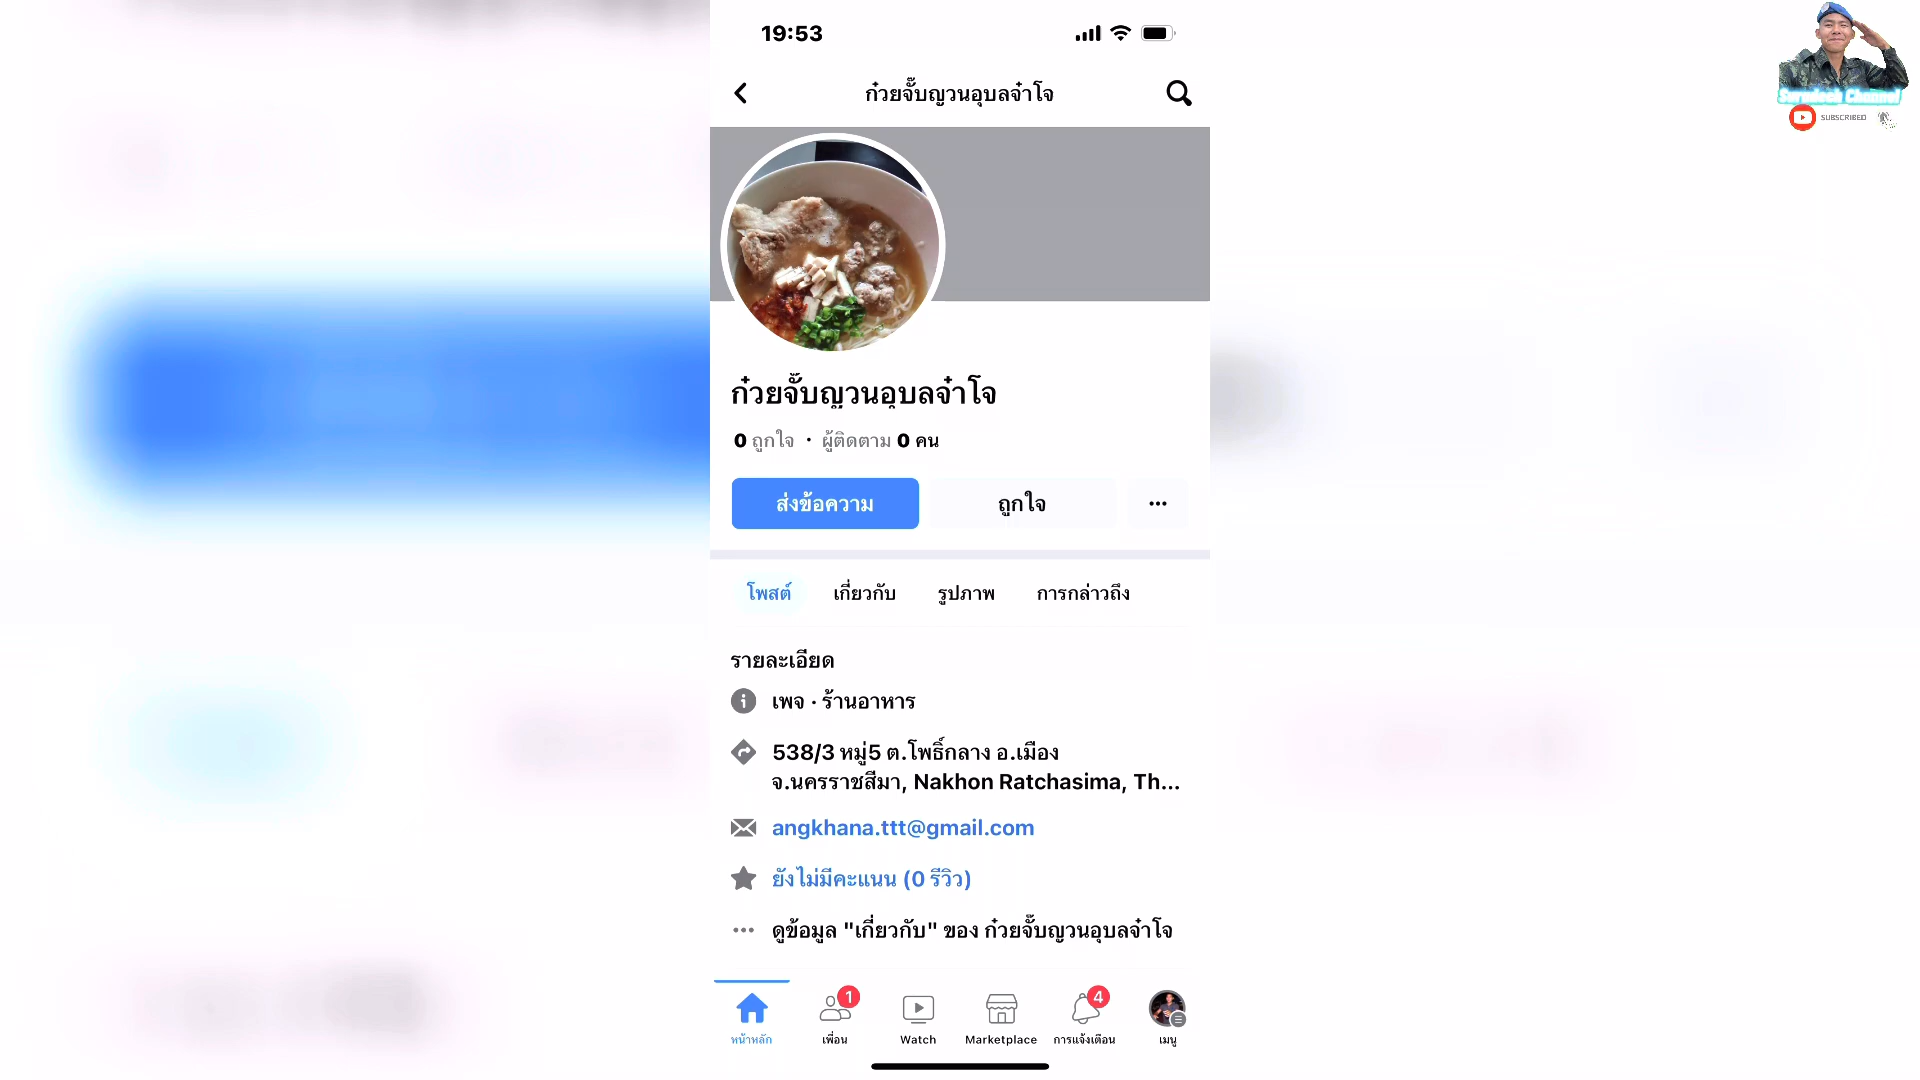 19:53
ก๋วยจั๊บญวนอุบลจ๋าโจ
SUBSCRIBED
ก๋วยจั๊บญวนอุบลจ๋าโจ
0 ถูกใจ · ผู้ติดตาม 0 คน
ส่งข้อความ ถูกใจ
โพสต์ เกี่ยวกับ รูปภาพ การกล่าวถึง
รายละเอียด
เพจ · ร้านอาหาร
538/3 หมู่5 ต.โพธิ์กลาง อ.เมือง
จ.นครราชสีมา, Nakhon Ratchasima, Th...
angkhana.ttt@gmail.com
ยังไม่มีคะแนน (0 รีวิว)
ดูข้อมูล "เกี่ยวกับ" ของ ก๋วยจั๊บญวนอุบลจ๋าโจ
1 4
หน้าหลัก เพื่อน Watch Marketplace การแจ้งเตือน เมนู